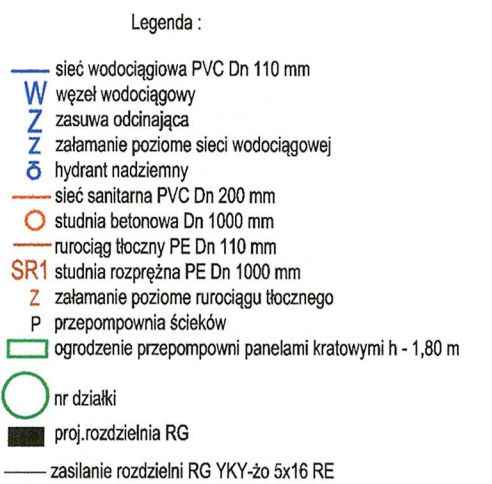 Legenda :
sieć wodociągiowa PVC Dn 110 mm
W węzeł wodociągowy
Z zasuwa odcinająca
Z załamanie poziome sieci wodociągowej
hydrant nadziemny
sieć sanitarna PVC Dn 200 mm
studnia betonowa Dn 1000 mm
rurociąg tłoczny PE Dn 110 mm
SR1 studnia rozprężna PE Dn 1000 mm
Z załamanie poziome rurociągu tłocznego
P przepompownia ścieków
ogrodzenie przepompowni panelami kratowymi h - 1,80 m
nr działki
proj.rozdzielnia RG
zasilanie rozdzielni RG YKY-żo 5x16 RE